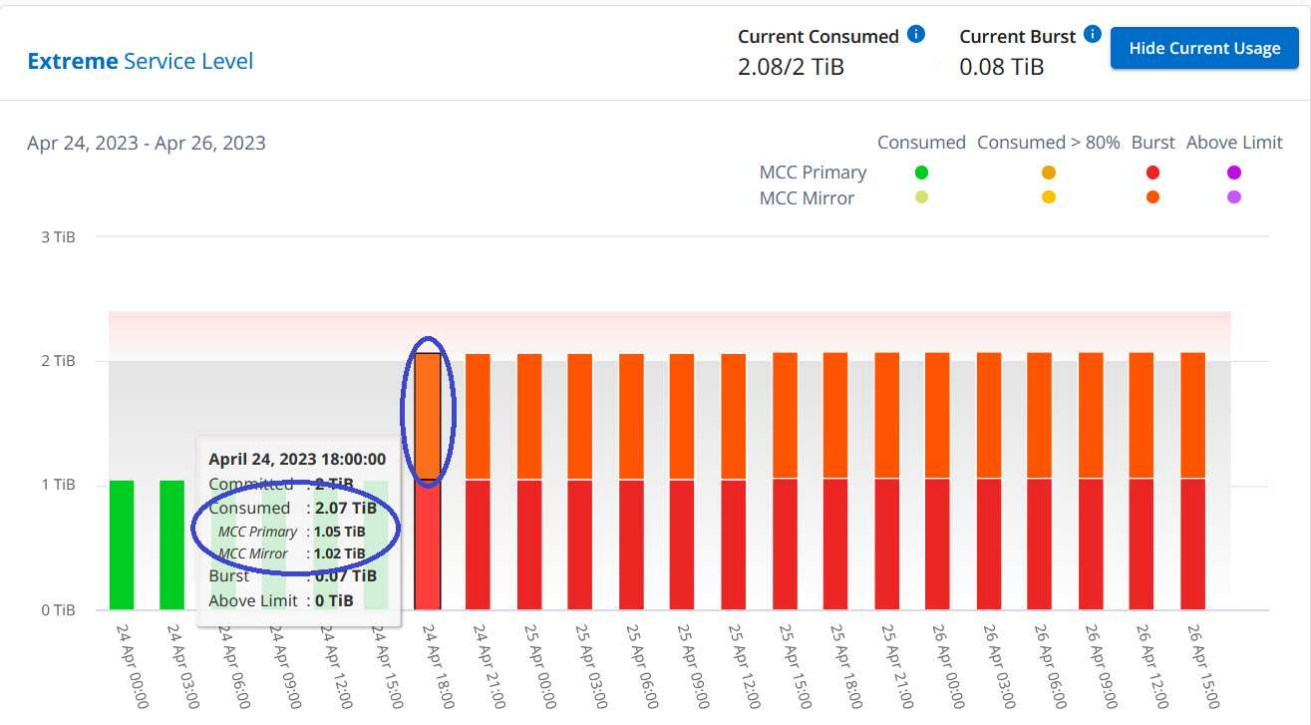 Extreme Service Level
Current Consumed
2.08/2 TiB
Current Burst
0.08 TiB
Hide Current Usage
Apr 24, 2023 - Apr 26, 2023
Consumed Consumed > 80% Burst Above Limit
MCC Primary
MCC Mirror
3 TiB
2 TiB
1 TiB
0 TiB
April 24, 2023 18:00:00
Committed : 2 TiB
Consumed : 2.07 TiB
MCC Primary : 1.05 TiB
MCC Mirror : 1.02 TiB
Burst : 0.07 TiB
Above Limit : 0 TiB
24 Apr 00:00
24 Apr 03:00
24 Apr 06:00
24 Apr 09:00
24 Apr 12:00
24 Apr 15:00
24 Apr 18:00
24 Apr 21:00
25 Apr 00:00
25 Apr 03:00
25 Apr 06:00
25 Apr 09:00
25 Apr 12:00
25 Apr 15:00
25 Apr 18:00
25 Apr 21:00
26 Apr 00:00
26 Apr 03:00
26 Apr 06:00
26 Apr 09:00
26 Apr 12:00
26 Apr 15:00